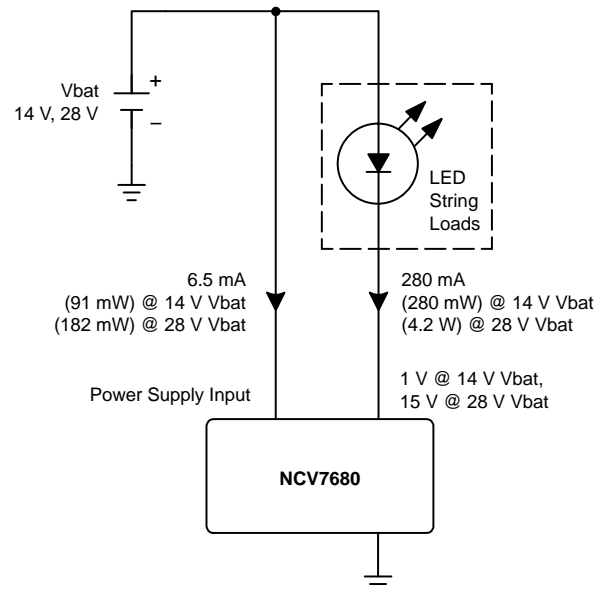 Vbat
14 V, 28 V
+
–
LED
String
Loads
6.5 mA
(91 mW) @ 14 V Vbat
(182 mW) @ 28 V Vbat
280 mA
(280 mW) @ 14 V Vbat
(4.2 W) @ 28 V Vbat
Power Supply Input
1 V @ 14 V Vbat,
15 V @ 28 V Vbat
NCV7680